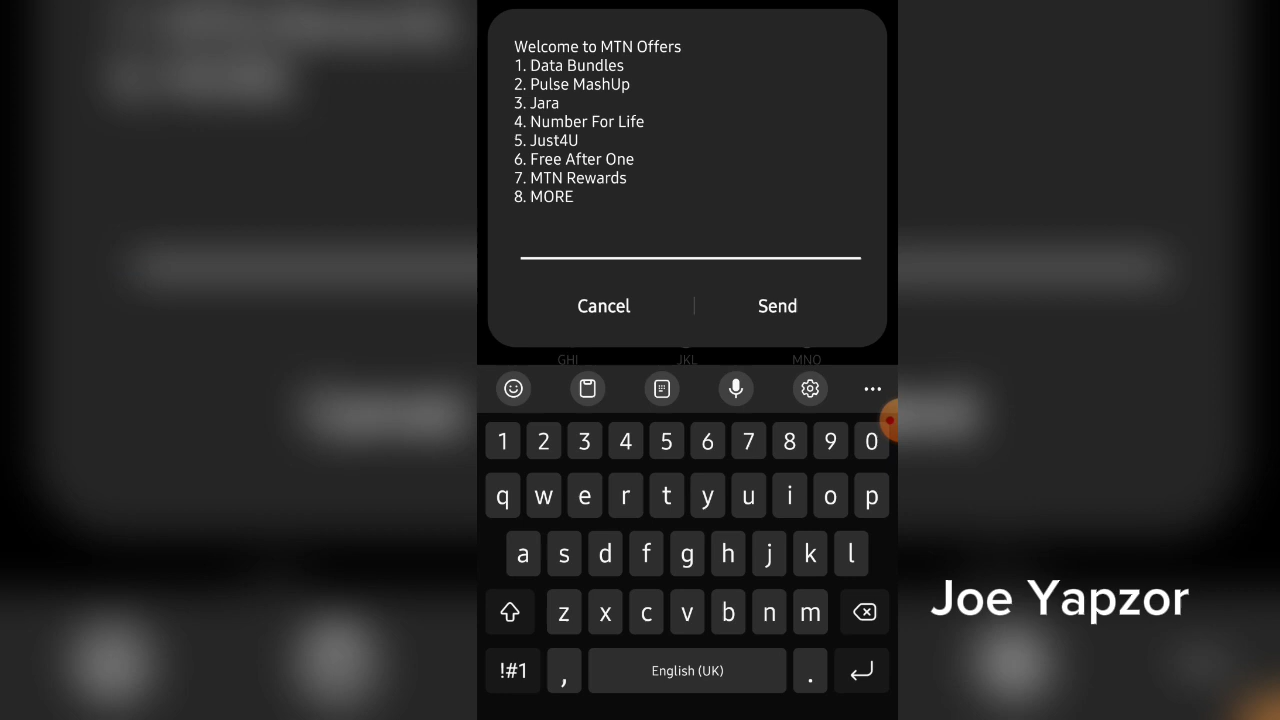 Welcome to MTN Offers
1. Data Bundles
2. Pulse MashUp
3. Jara
4. Number For Life
5. Just4U
6. Free After One
7. MTN Rewards
8. MORE
Cancel
Send
GHI JKL MNO
1 2 3 4 5 6 7 8 9 0
q w e r t y u i o p
a s d f g h j k l
z x c v b n m
!#1 , English (UK) .
Joe Yapzor